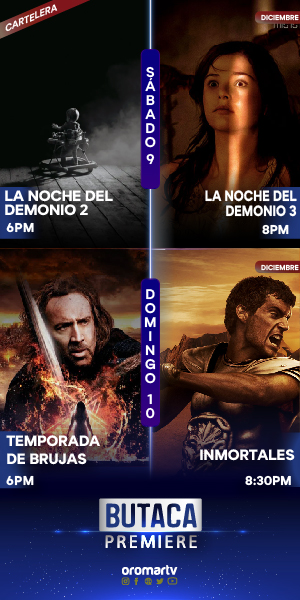 CARTELERA
DICIEMBRE
SÁBADO 9
LA NOCHE DEL
DEMONIO 2
6PM
LA NOCHE DEL
DEMONIO 3
8PM
DICIEMBRE
DOMINGO 10
TEMPORADA
DE BRUJAS
6PM
INMORTALES
8:30PM
BUTACA
PREMIERE
oromartv